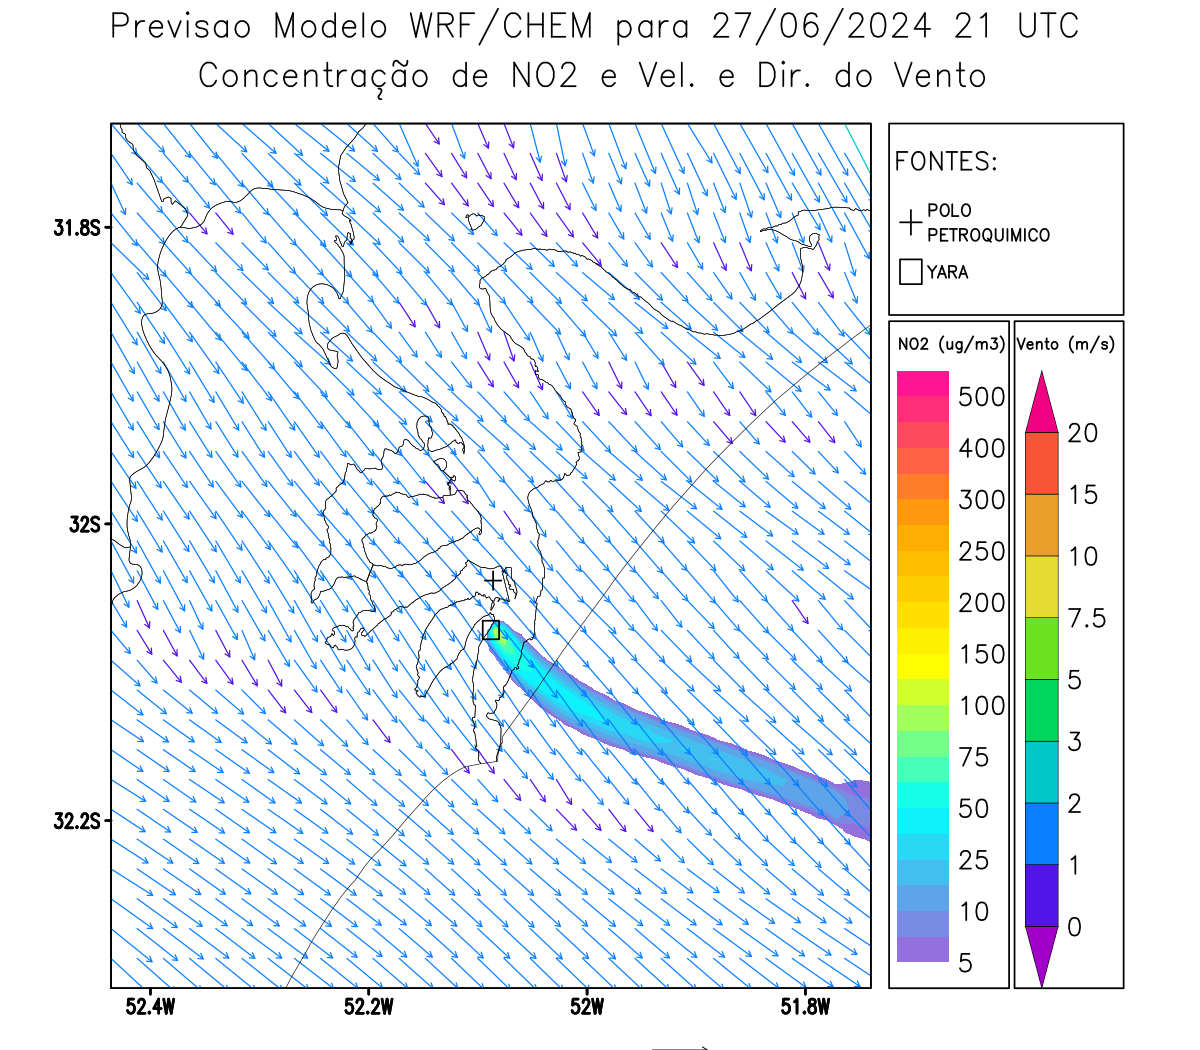 Previsao Modelo WRF/CHEM para 27/06/2024 21 UTC
Concentração de NO2 e Vel. e Dir. do Vento
FONTES:
POLO
PETROQUIMICO
YARA
31.8S
32S
32.2S
52.4W
52.2W
52W
51.8W
NO2 (ug/m3)
500
400
300
250
200
150
100
75
50
25
10
5
Vento (m/s)
20
15
10
7.5
5
3
2
1
0